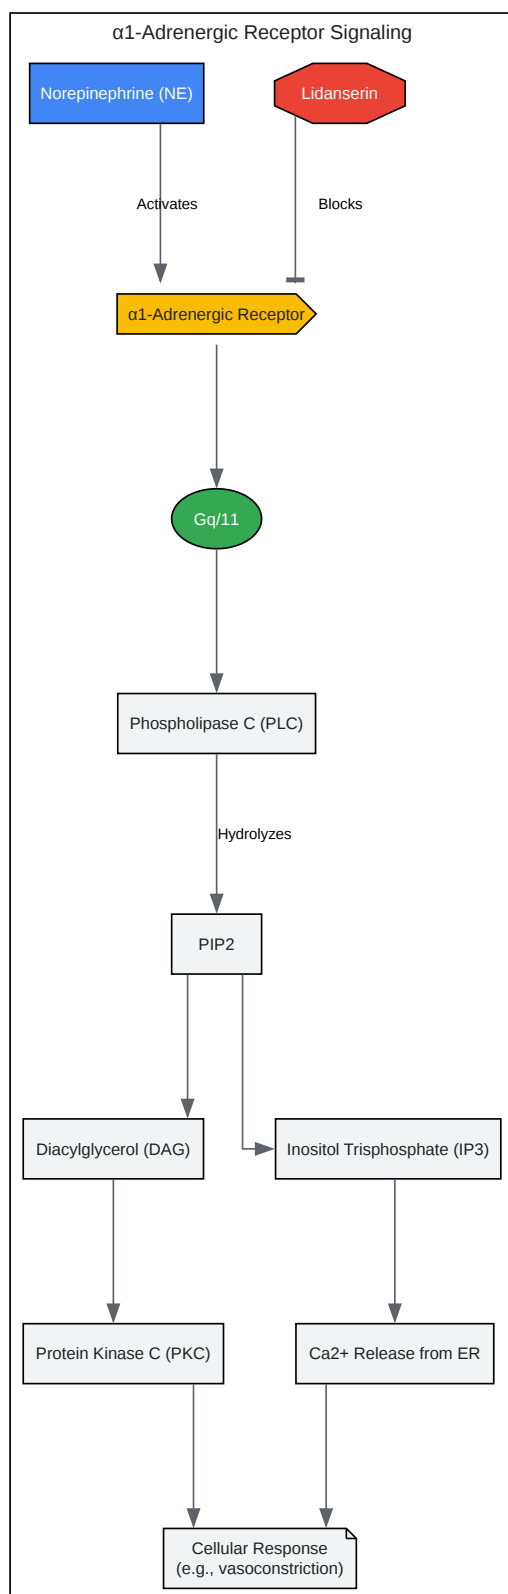 α1-Adrenergic Receptor Signaling
Norepinephrine (NE)
Lidanserin
Activates
Blocks
α1-Adrenergic Receptor
Gq/11
Phospholipase C (PLC)
Hydrolyzes
PIP2
Diacylglycerol (DAG)
Inositol Trisphosphate (IP3)
Protein Kinase C (PKC)
Ca2+ Release from ER
Cellular Response
(e.g., vasoconstriction)